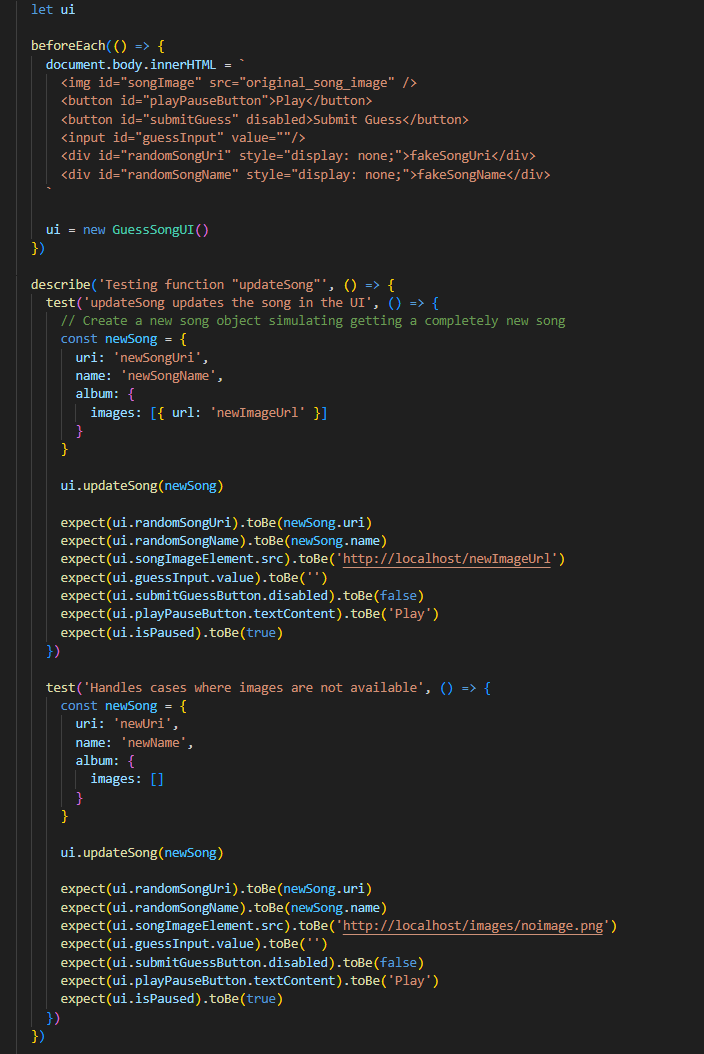 let ui
beforeEach(() => {
  document.body.innerHTML = `
    <img id="songImage" src="original_song_image" />
    <button id="playPauseButton">Play</button>
    <button id="submitGuess" disabled>Submit Guess</button>
    <input id="guessInput" value=""/>
    <div id="randomSongUri" style="display: none;">fakeSongUri</div>
    <div id="randomSongName" style="display: none;">fakeSongName</div>
  `
  ui = new GuessSongUI()
})
describe('Testing function "updateSong"', () => {
  test('updateSong updates the song in the UI', () => {
    // Create a new song object simulating getting a completely new song
    const newSong = {
      uri: 'newSongUri',
      name: 'newSongName',
      album: {
        images: [{ url: 'newImageUrl' }]
      }
    }
    ui.updateSong(newSong)
    expect(ui.randomSongUri).toBe(newSong.uri)
    expect(ui.randomSongName).toBe(newSong.name)
    expect(ui.songImageElement.src).toBe('http://localhost/newImageUrl')
    expect(ui.guessInput.value).toBe('')
    expect(ui.submitGuessButton.disabled).toBe(false)
    expect(ui.playPauseButton.textContent).toBe('Play')
    expect(ui.isPaused).toBe(true)
  })
  test('Handles cases where images are not available', () => {
    const newSong = {
      uri: 'newUri',
      name: 'newName',
      album: {
        images: []
      }
    }
    ui.updateSong(newSong)
    expect(ui.randomSongUri).toBe(newSong.uri)
    expect(ui.randomSongName).toBe(newSong.name)
    expect(ui.songImageElement.src).toBe('http://localhost/images/noimage.png')
    expect(ui.guessInput.value).toBe('')
    expect(ui.submitGuessButton.disabled).toBe(false)
    expect(ui.playPauseButton.textContent).toBe('Play')
    expect(ui.isPaused).toBe(true)
  })
})